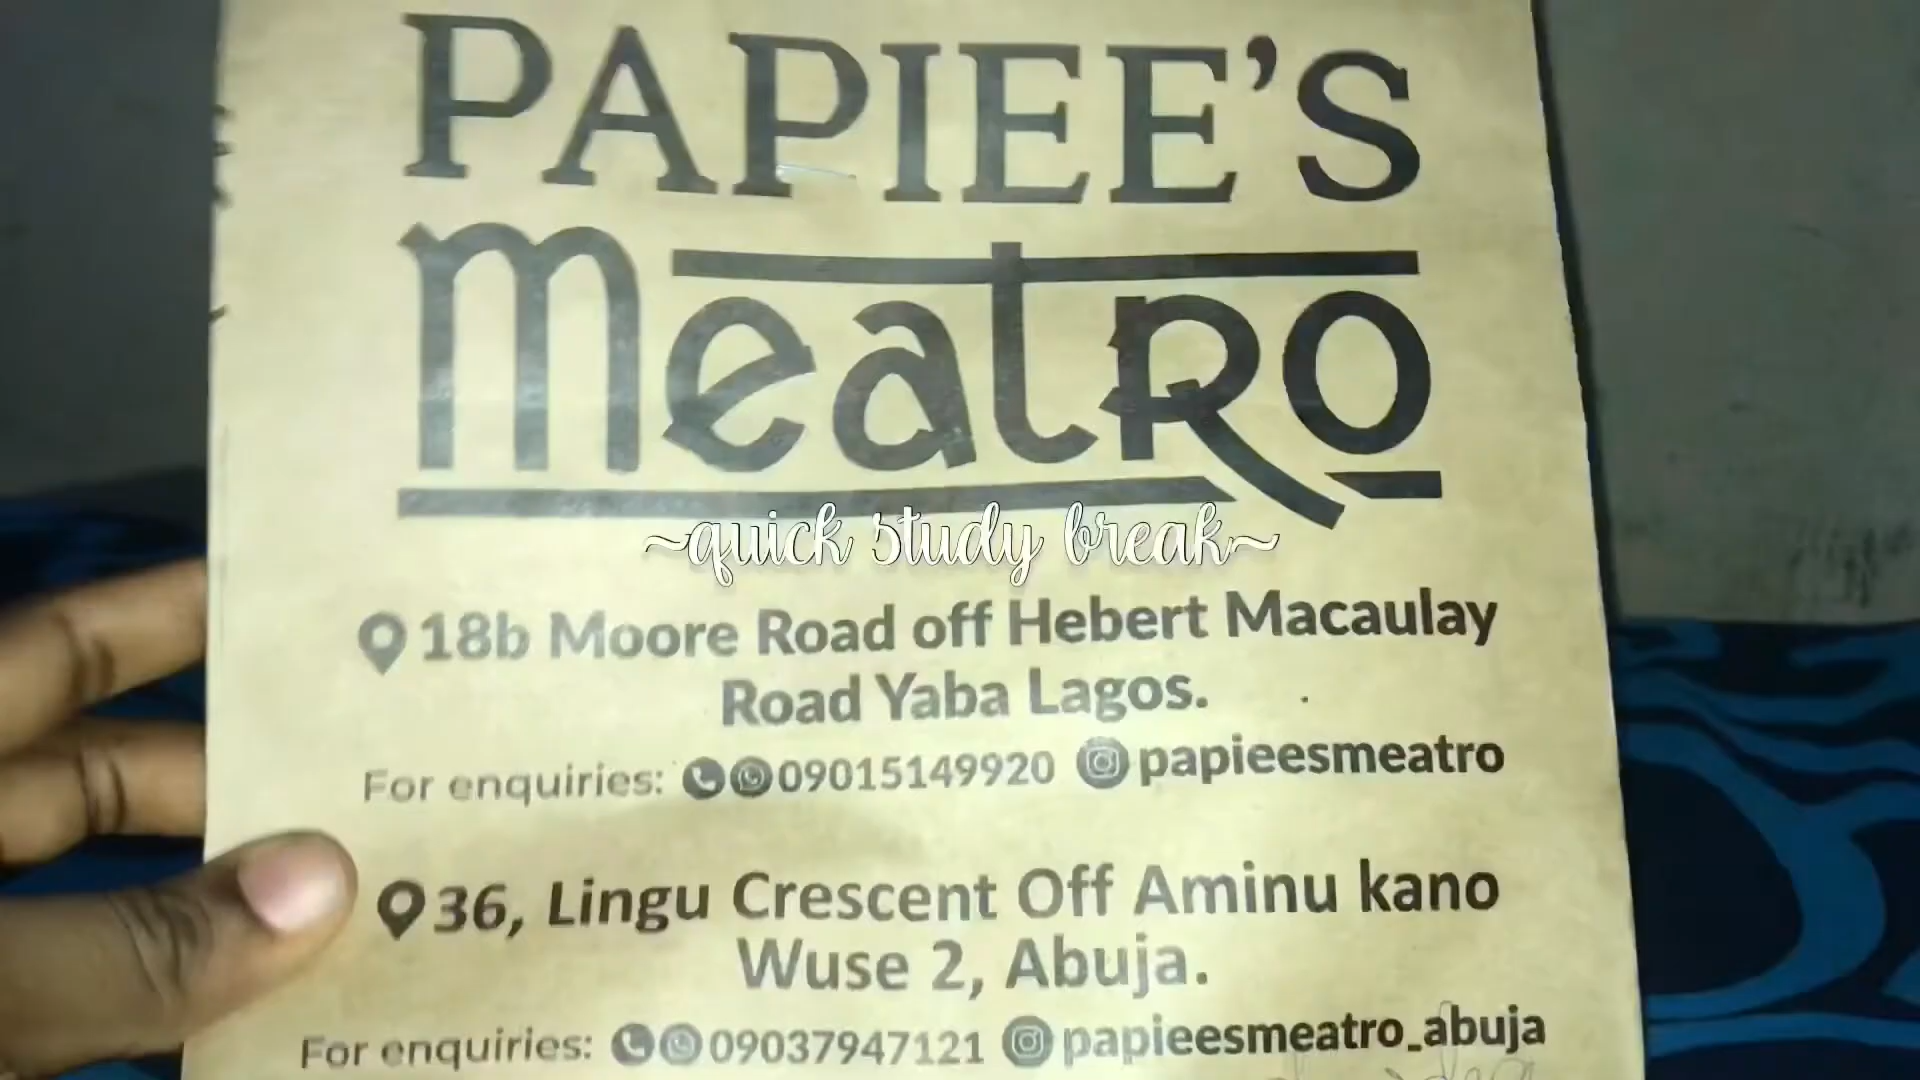 PAPIEE'S
meatRO
~quick study break~
18b Moore Road off Hebert Macaulay
Road Yaba Lagos.
For enquiries: 09015149920 papieesmeatro
36, Lingu Crescent Off Aminu kano
Wuse 2, Abuja.
For enquiries: 09037947121 papieesmeatro_abuja